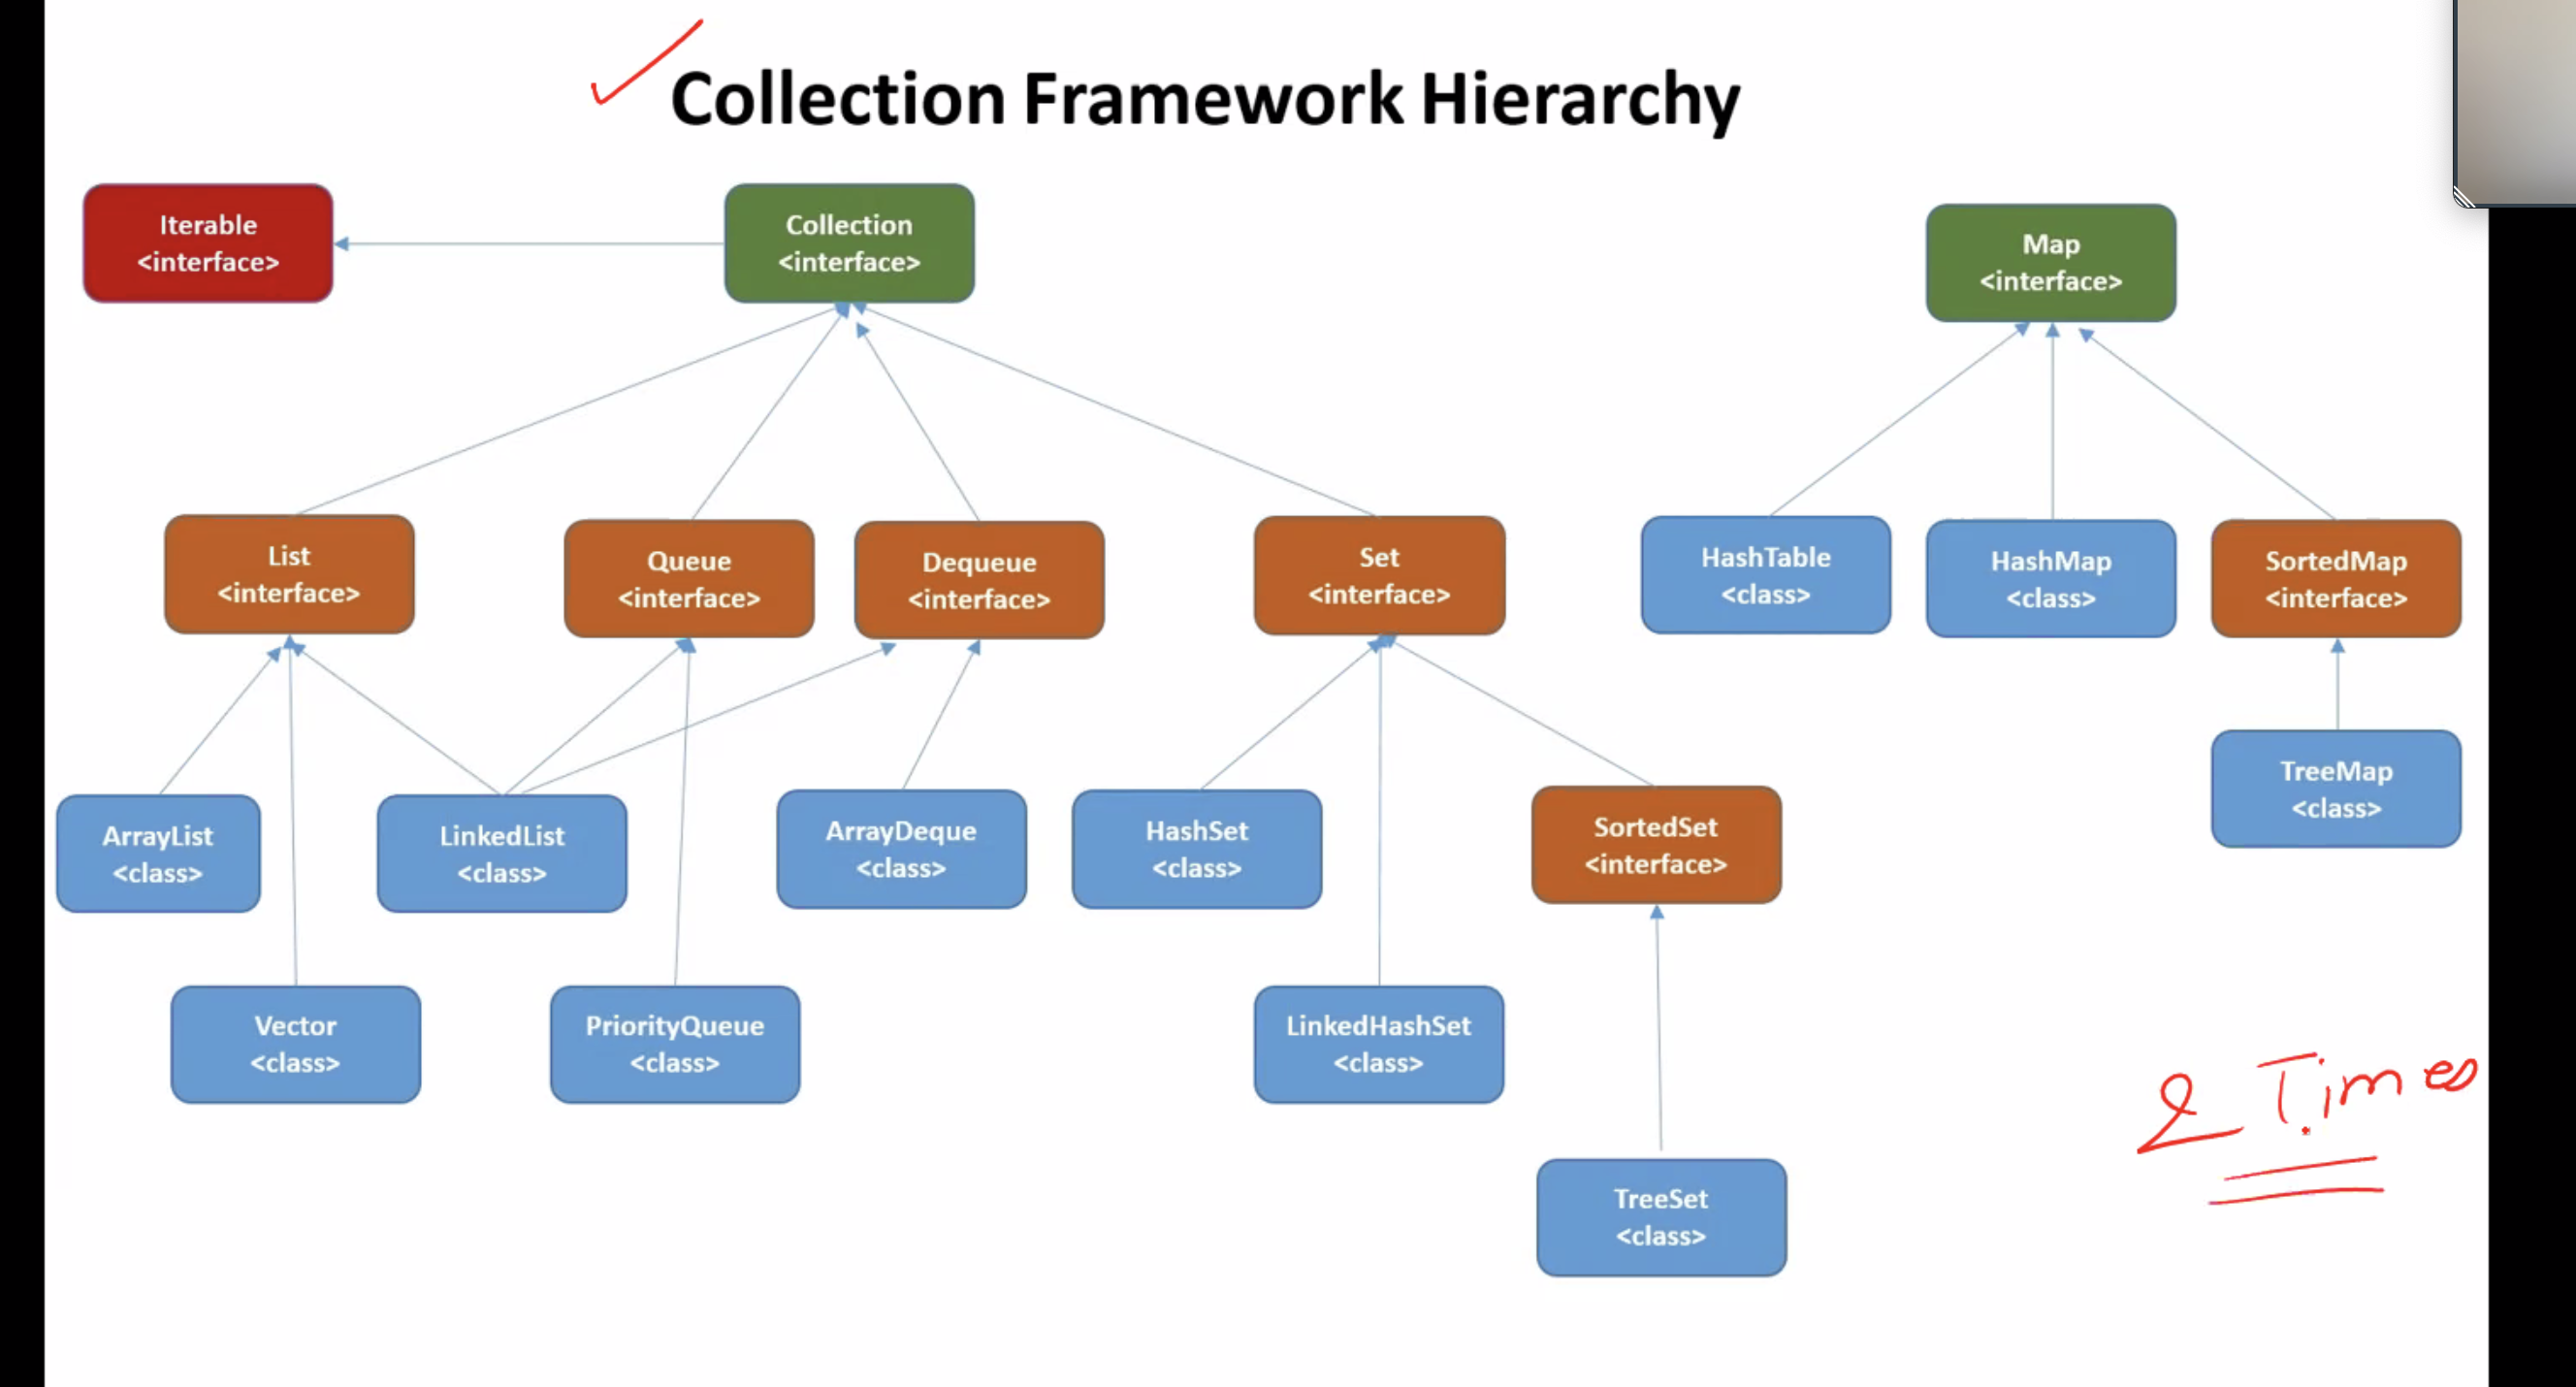 Collection Framework Hierarchy
Iterable
<interface>
Collection
<interface>
Map
<interface>
List
<interface>
Queue
<interface>
Dequeue
<interface>
Set
<interface>
HashTable
<class>
HashMap
<class>
SortedMap
<interface>
TreeMap
<class>
ArrayList
<class>
LinkedList
<class>
ArrayDeque
<class>
HashSet
<class>
SortedSet
<interface>
Vector
<class>
PriorityQueue
<class>
LinkedHashSet
<class>
2 Times
TreeSet
<class>